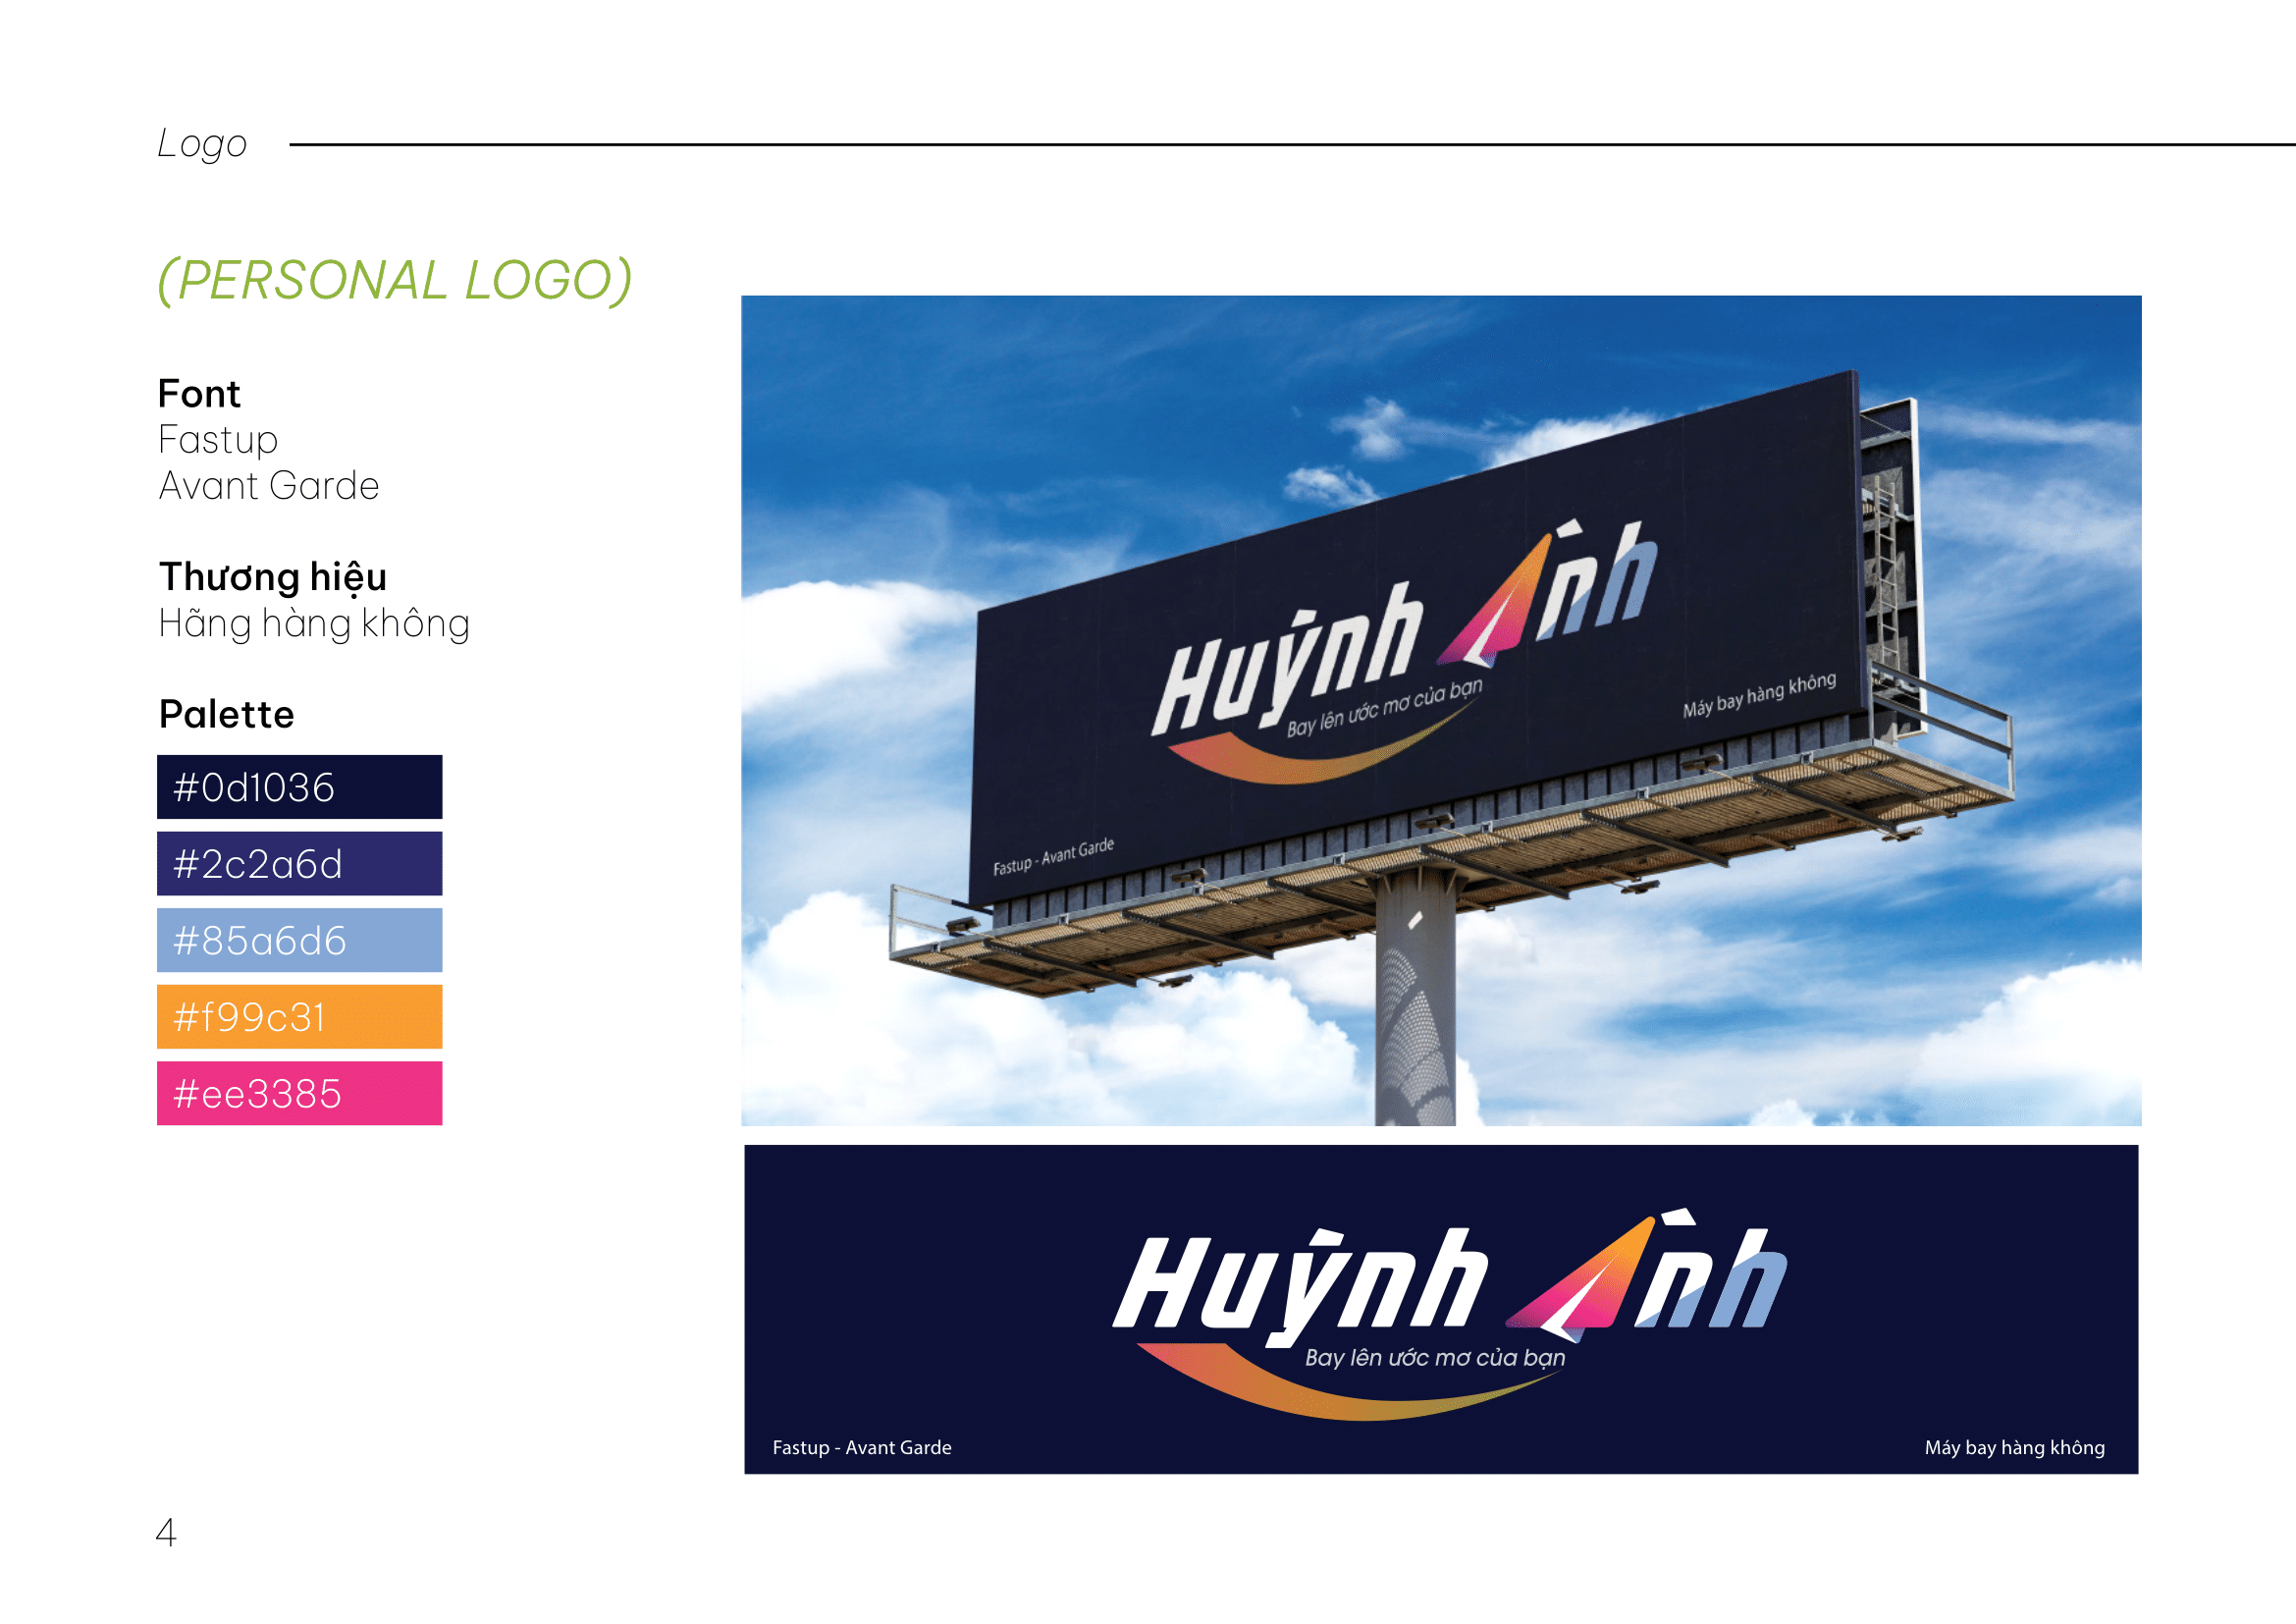 Logo
(PERSONAL LOGO)
Font
Fastup
Avant Garde
Thương hiệu
Hãng hàng không
Palette
#0d1036
#2c2a6d
#85a6d6
#f99c31
#ee3385
Huỳnh Ành
Bay lên ước mơ của bạn
Máy bay hàng không
Fastup - Avant Garde
Huỳnh Ành
Bay lên ước mơ của bạn
Fastup - Avant Garde
Máy bay hàng không
4